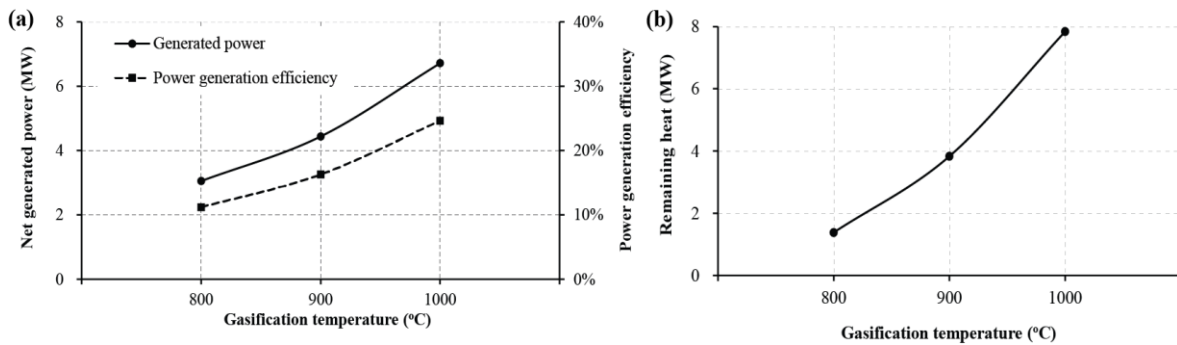 (a)
Net generated power (MW)
8
6
4
2
0
Generated power
Power generation efficiency
40%
30%
20%
10%
0%
Power generation efficiency
800
900
1000
Gasification temperature (°C)
(b)
Remaining heat (MW)
8
6
4
2
0
800
900
1000
Gasification temperature (°C)